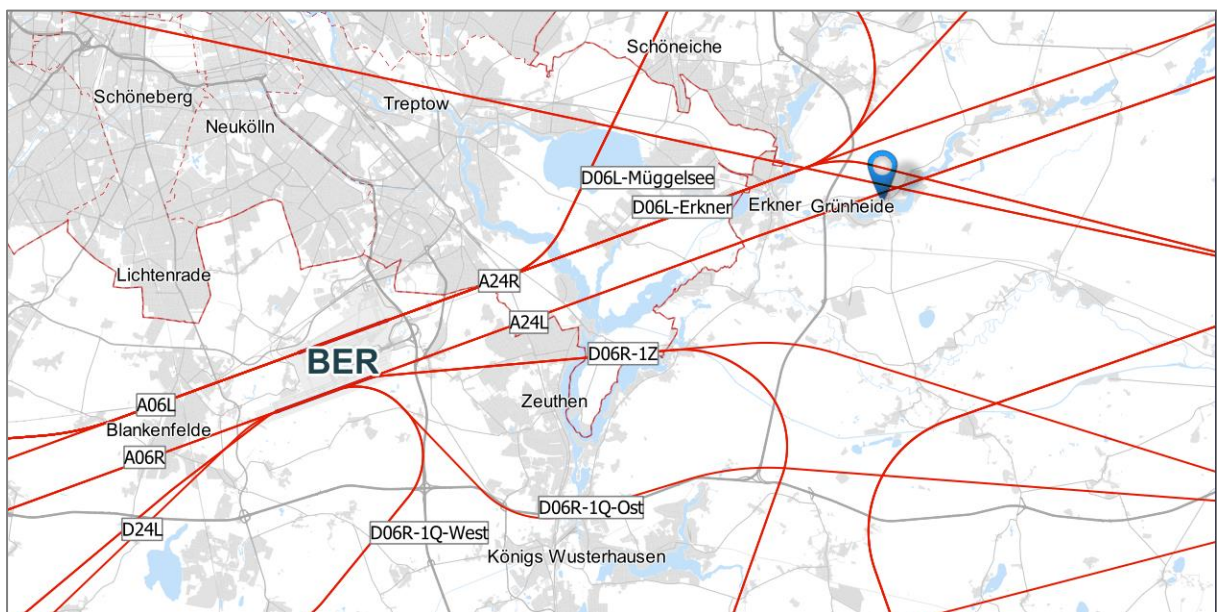 Schöneiche
Schöneberg
Treptow
Neukölln
D06L-Müggelsee
D06L-Erkner
Erkner
Grünheide
Lichtenrade
A24R
A24L
BER
D06R-1Z
Zeuthen
A06L
Blankenfelde
A06R
D06R-1Q-Ost
D24L
D06R-1Q-West
Königs Wusterhausen